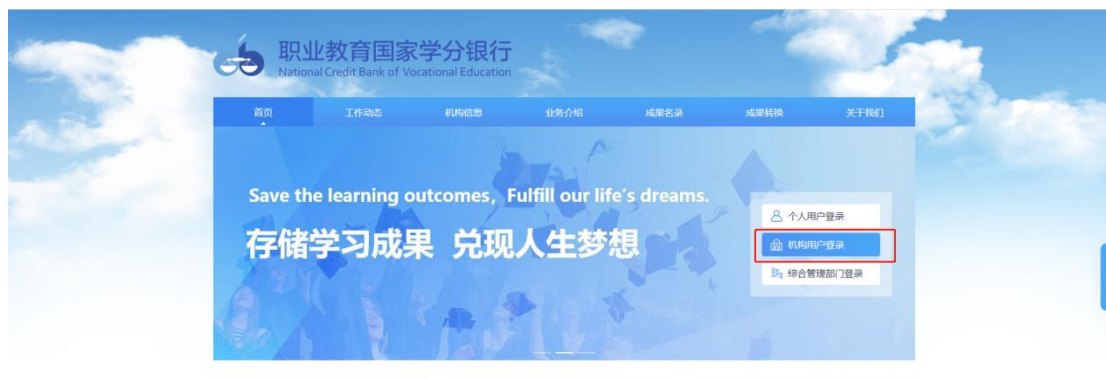 职业教育国家学分银行
National Credit Bank of Vocational Education
首页 工作动态 机构信息 业务介绍 成果名录 成果转换 关于我们
Save the learning outcomes, Fulfill our life's dreams.
存储学习成果 兑现人生梦想
个人用户登录
机构用户登录
综合管理部门登录